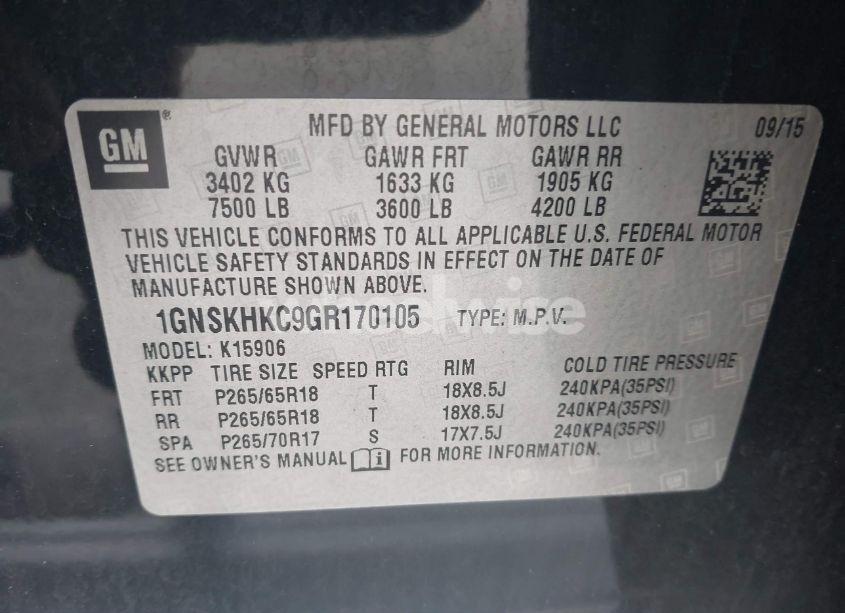 GM® MFD BY GENERAL MOTORS LLC 09/15
GVWR GAWR FRT GAWR RR
3402 KG 1633 KG 1905 KG
7500 LB 3600 LB 4200 LB
THIS VEHICLE CONFORMS TO ALL APPLICABLE U.S. FEDERAL MOTOR
VEHICLE SAFETY STANDARDS IN EFFECT ON THE DATE OF
MANUFACTURE SHOWN ABOVE.
1GNSKHKC9GR170105 TYPE: M.P.V.
MODEL: K15906
KKPP TIRE SIZE SPEED RTG RIM COLD TIRE PRESSURE
FRT P265/65R18 T 18X8.5J 240KPA(35PSI)
RR P265/65R18 T 18X8.5J 240KPA(35PSI)
SPA P265/70R17 S 17X7.5J 240KPA(35PSI)
SEE OWNER'S MANUAL FOR MORE INFORMATION.